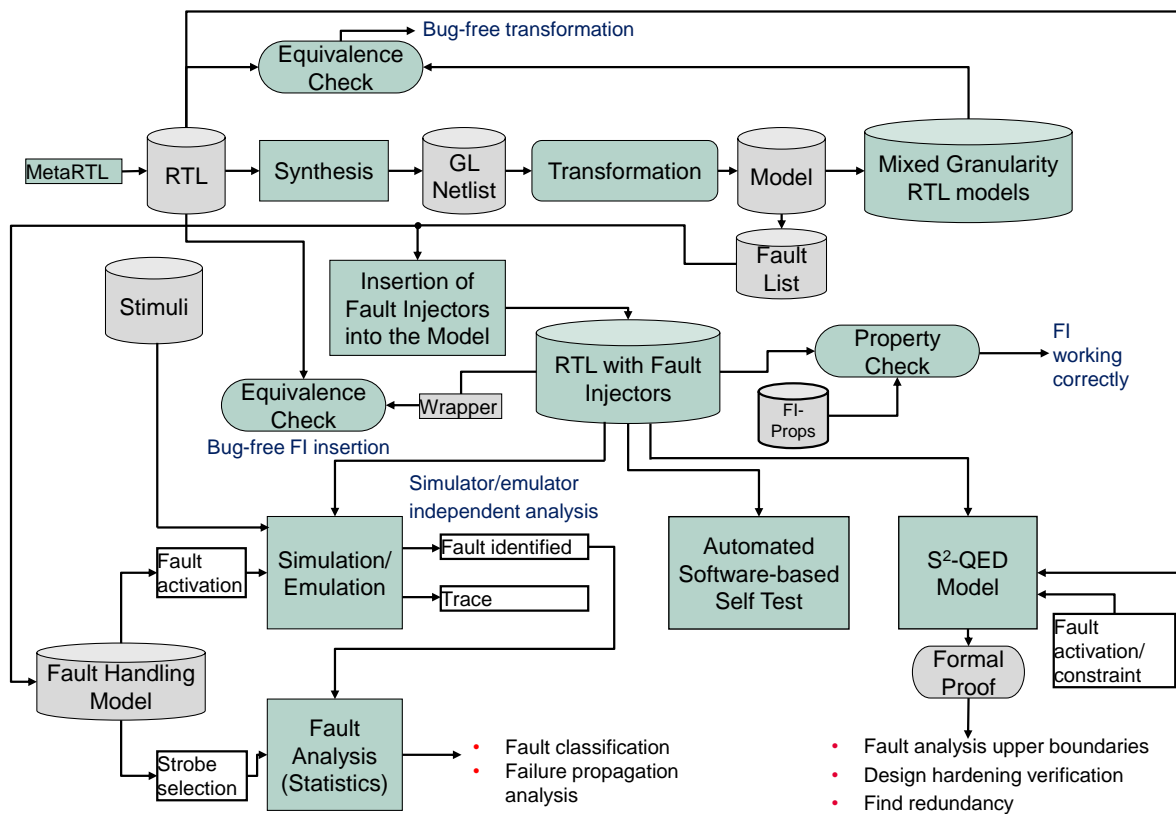 Bug-free transformation
Equivalence
Check
MetaRTL
RTL
Synthesis
GL
Netlist
Transformation
Model
Mixed Granularity
RTL models
Fault
List
Stimuli
Insertion of
Fault Injectors
into the Model
RTL with Fault
Injectors
Property
Check
FI
working
correctly
FI-
Props
Equivalence
Check
Wrapper
Bug-free FI insertion
Simulator/emulator
independent analysis
Fault
activation
Simulation/
Emulation
Fault identified
Trace
Automated
Software-based
Self Test
S²-QED
Model
Fault
activation/
constraint
Formal
Proof
Fault Handling
Model
Strobe
selection
Fault
Analysis
(Statistics)
• Fault classification
• Failure propagation
analysis
• Fault analysis upper boundaries
• Design hardening verification
• Find redundancy